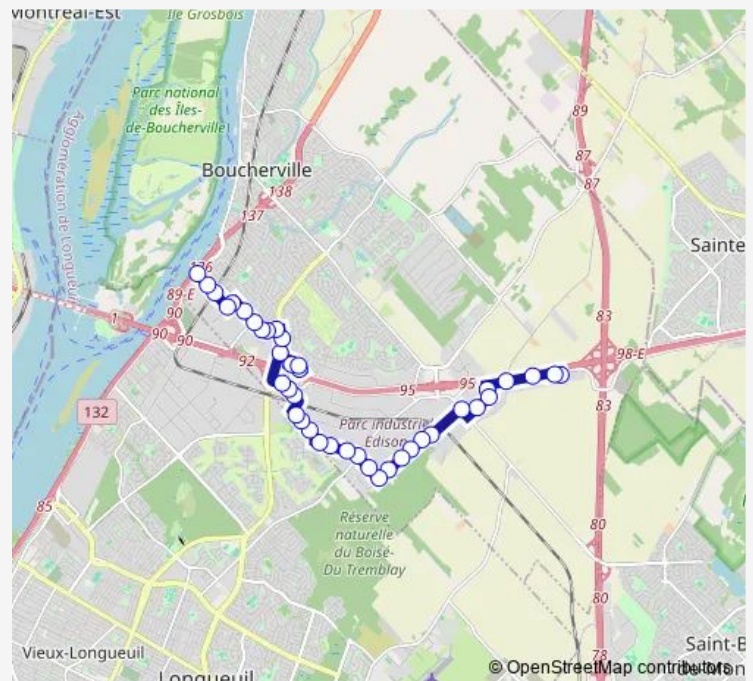 Montréal-Est
Île Grosbois
Parc national
des Îles-
de-Boucherville
Agglomération de Longueuil
Boucherville
138
137
136
89-E
90
90
90
1
92
132
85
95
95
89
87
87
Sainte
83
98-E
83
Parc industriel
Edison
Réserve
naturelle
du Boisé-
Du Tremblay
80
80
78
Vieux-Longueuil
Longueuil
Saint-B
de-Mon
© OpenStreetMap contributors